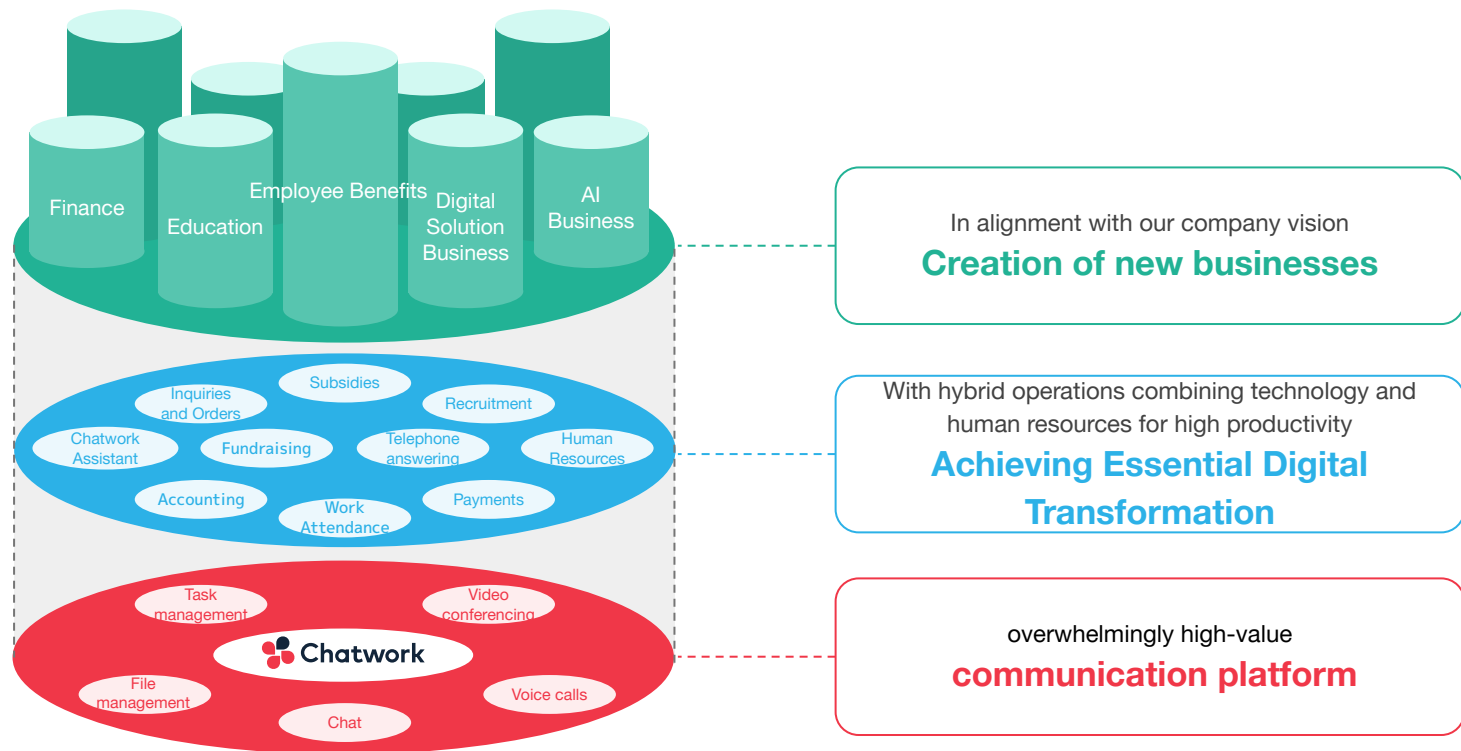 Finance
Education
Employee Benefits
Digital
Solution
Business
AI
Business
In alignment with our company vision
Creation of new businesses
Subsidies
Inquiries
and Orders
Recruitment
Chatwork
Assistant
Fundraising
Telephone
answering
Human
Resources
Accounting
Work
Attendance
Payments
With hybrid operations combining technology and
human resources for high productivity
Achieving Essential Digital
Transformation
Task
management
Video
conferencing
Chatwork
File
management
Chat
Voice calls
overwhelmingly high-value
communication platform